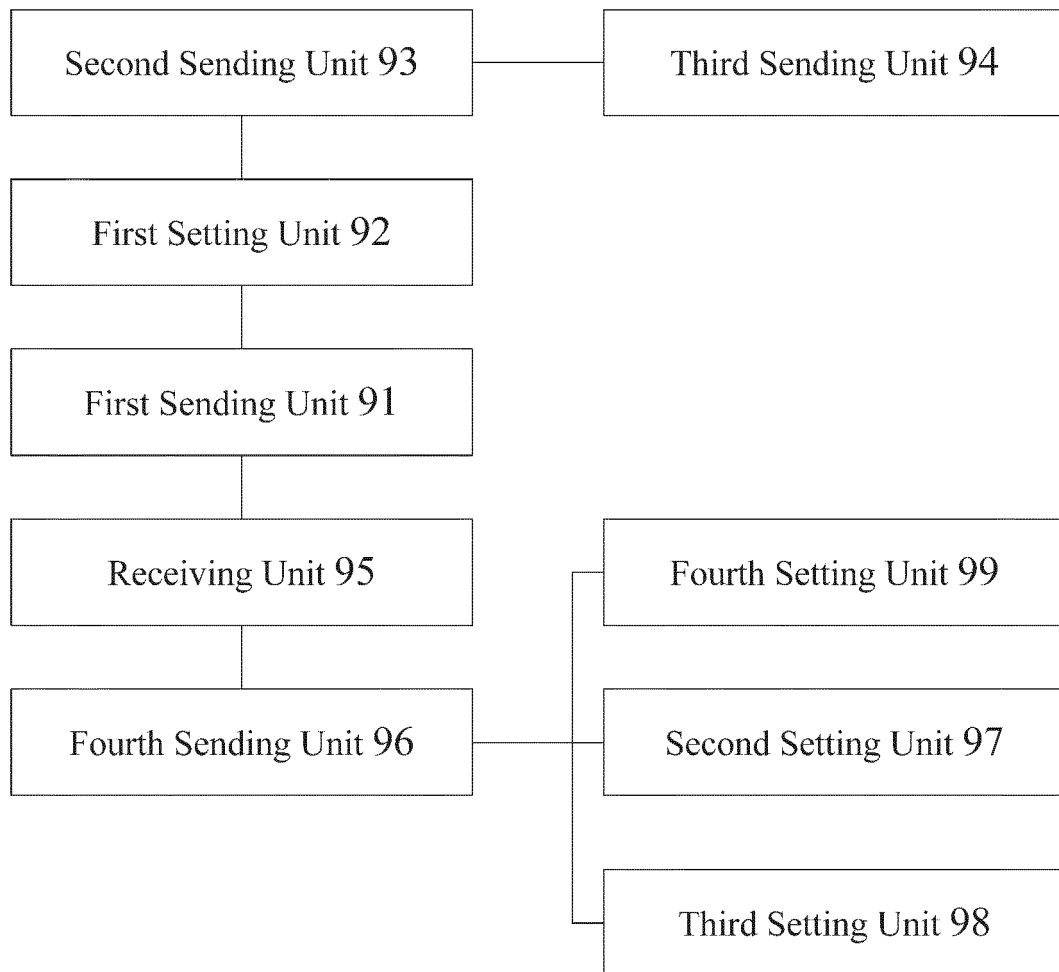 Second Sending Unit 93
Third Sending Unit 94
First Setting Unit 92
First Sending Unit 91
Receiving Unit 95
Fourth Setting Unit 99
Fourth Sending Unit 96
Second Setting Unit 97
Third Setting Unit 98